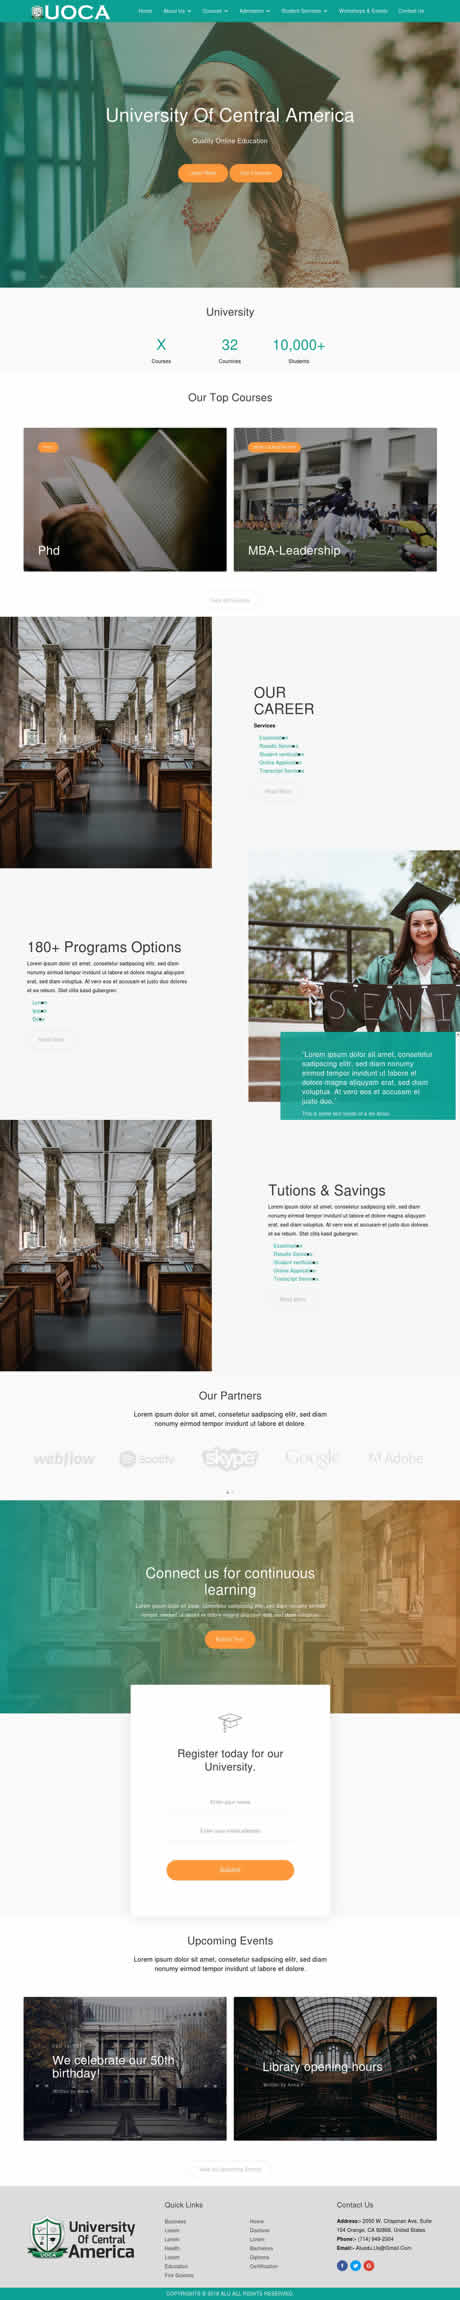 UOCA
Home About Us Courses Admission Student Services Workshops & Events Contact Us
University Of Central America
Quality Online Education
University
X 32 10,000+
Courses Countries Students
Our Top Courses
Phd
MBA-Leadership
OUR
CAREER
Services
Examination
Results Services
Student verification
Online Application
Transcript Services
Read More
180+ Programs Options
Lorem ipsum dolor sit amet, consetetur sadipscing elitr, sed diam
nonumy eirmod tempor invidunt ut labore et dolore magna aliquyam
erat, sed diam voluptua. At vero eos et accusam et justo duo dolores
et ea rebum. Stet clita kasd gubergren.
Lorem
Ipsum
Dolor
Read More
SENI
"Lorem ipsum dolor sit amet, consetetur
sadipscing elitr, sed diam nonumy
eirmod tempor invidunt ut labore et
dolore magna aliquyam erat, sed diam
voluptua. At vero eos et accusam et
justo duo."
This is some text inside of a div block.
Tutions & Savings
Lorem ipsum dolor sit amet, consetetur sadipscing elitr, sed diam
nonumy eirmod tempor invidunt ut labore et dolore magna aliquyam
erat, sed diam voluptua. At vero eos et accusam et justo duo dolores
et ea rebum. Stet clita kasd gubergren.
Examination
Results Services
Student verification
Online Application
Transcript Services
Read More
Our Partners
Lorem ipsum dolor sit amet, consetetur sadipscing elitr, sed diam
nonumy eirmod tempor invidunt ut labore et dolore.
webflow Spotify skype Google Adobe
Connect us for continuous
learning
Lorem ipsum dolor sit amet, consetetur sadipscing elitr, sed diam nonumy eirmod
tempor invidunt ut labore et dolore magna aliquyam erat, sed diam voluptua.
Register today for our
University.
Enter your name
Enter your email address
Submit
Upcoming Events
Lorem ipsum dolor sit amet, consetetur sadipscing elitr, sed diam
nonumy eirmod tempor invidunt ut labore et dolore.
We celebrate our 50th
birthday!
Written by Anna P.
Library opening hours
Written by Anna P.
View All Upcoming Events
University
Of Central
America
UOCA
Quick Links
Business
Lorem
Lorem
Health
Lorem
Education
Fire Science
Home
Doctoral
Lorem
Bachelors
Diploma
Certification
Contact Us
Address:- 2050 W. Chapman Ave, Suite
104 Orange, CA 92868, United States
Phone:- (714) 949-2304
Email:- Aluedu.Us@Gmail.Com
COPYRIGHTS © 2019 ALU ALL RIGHTS RESERVED.